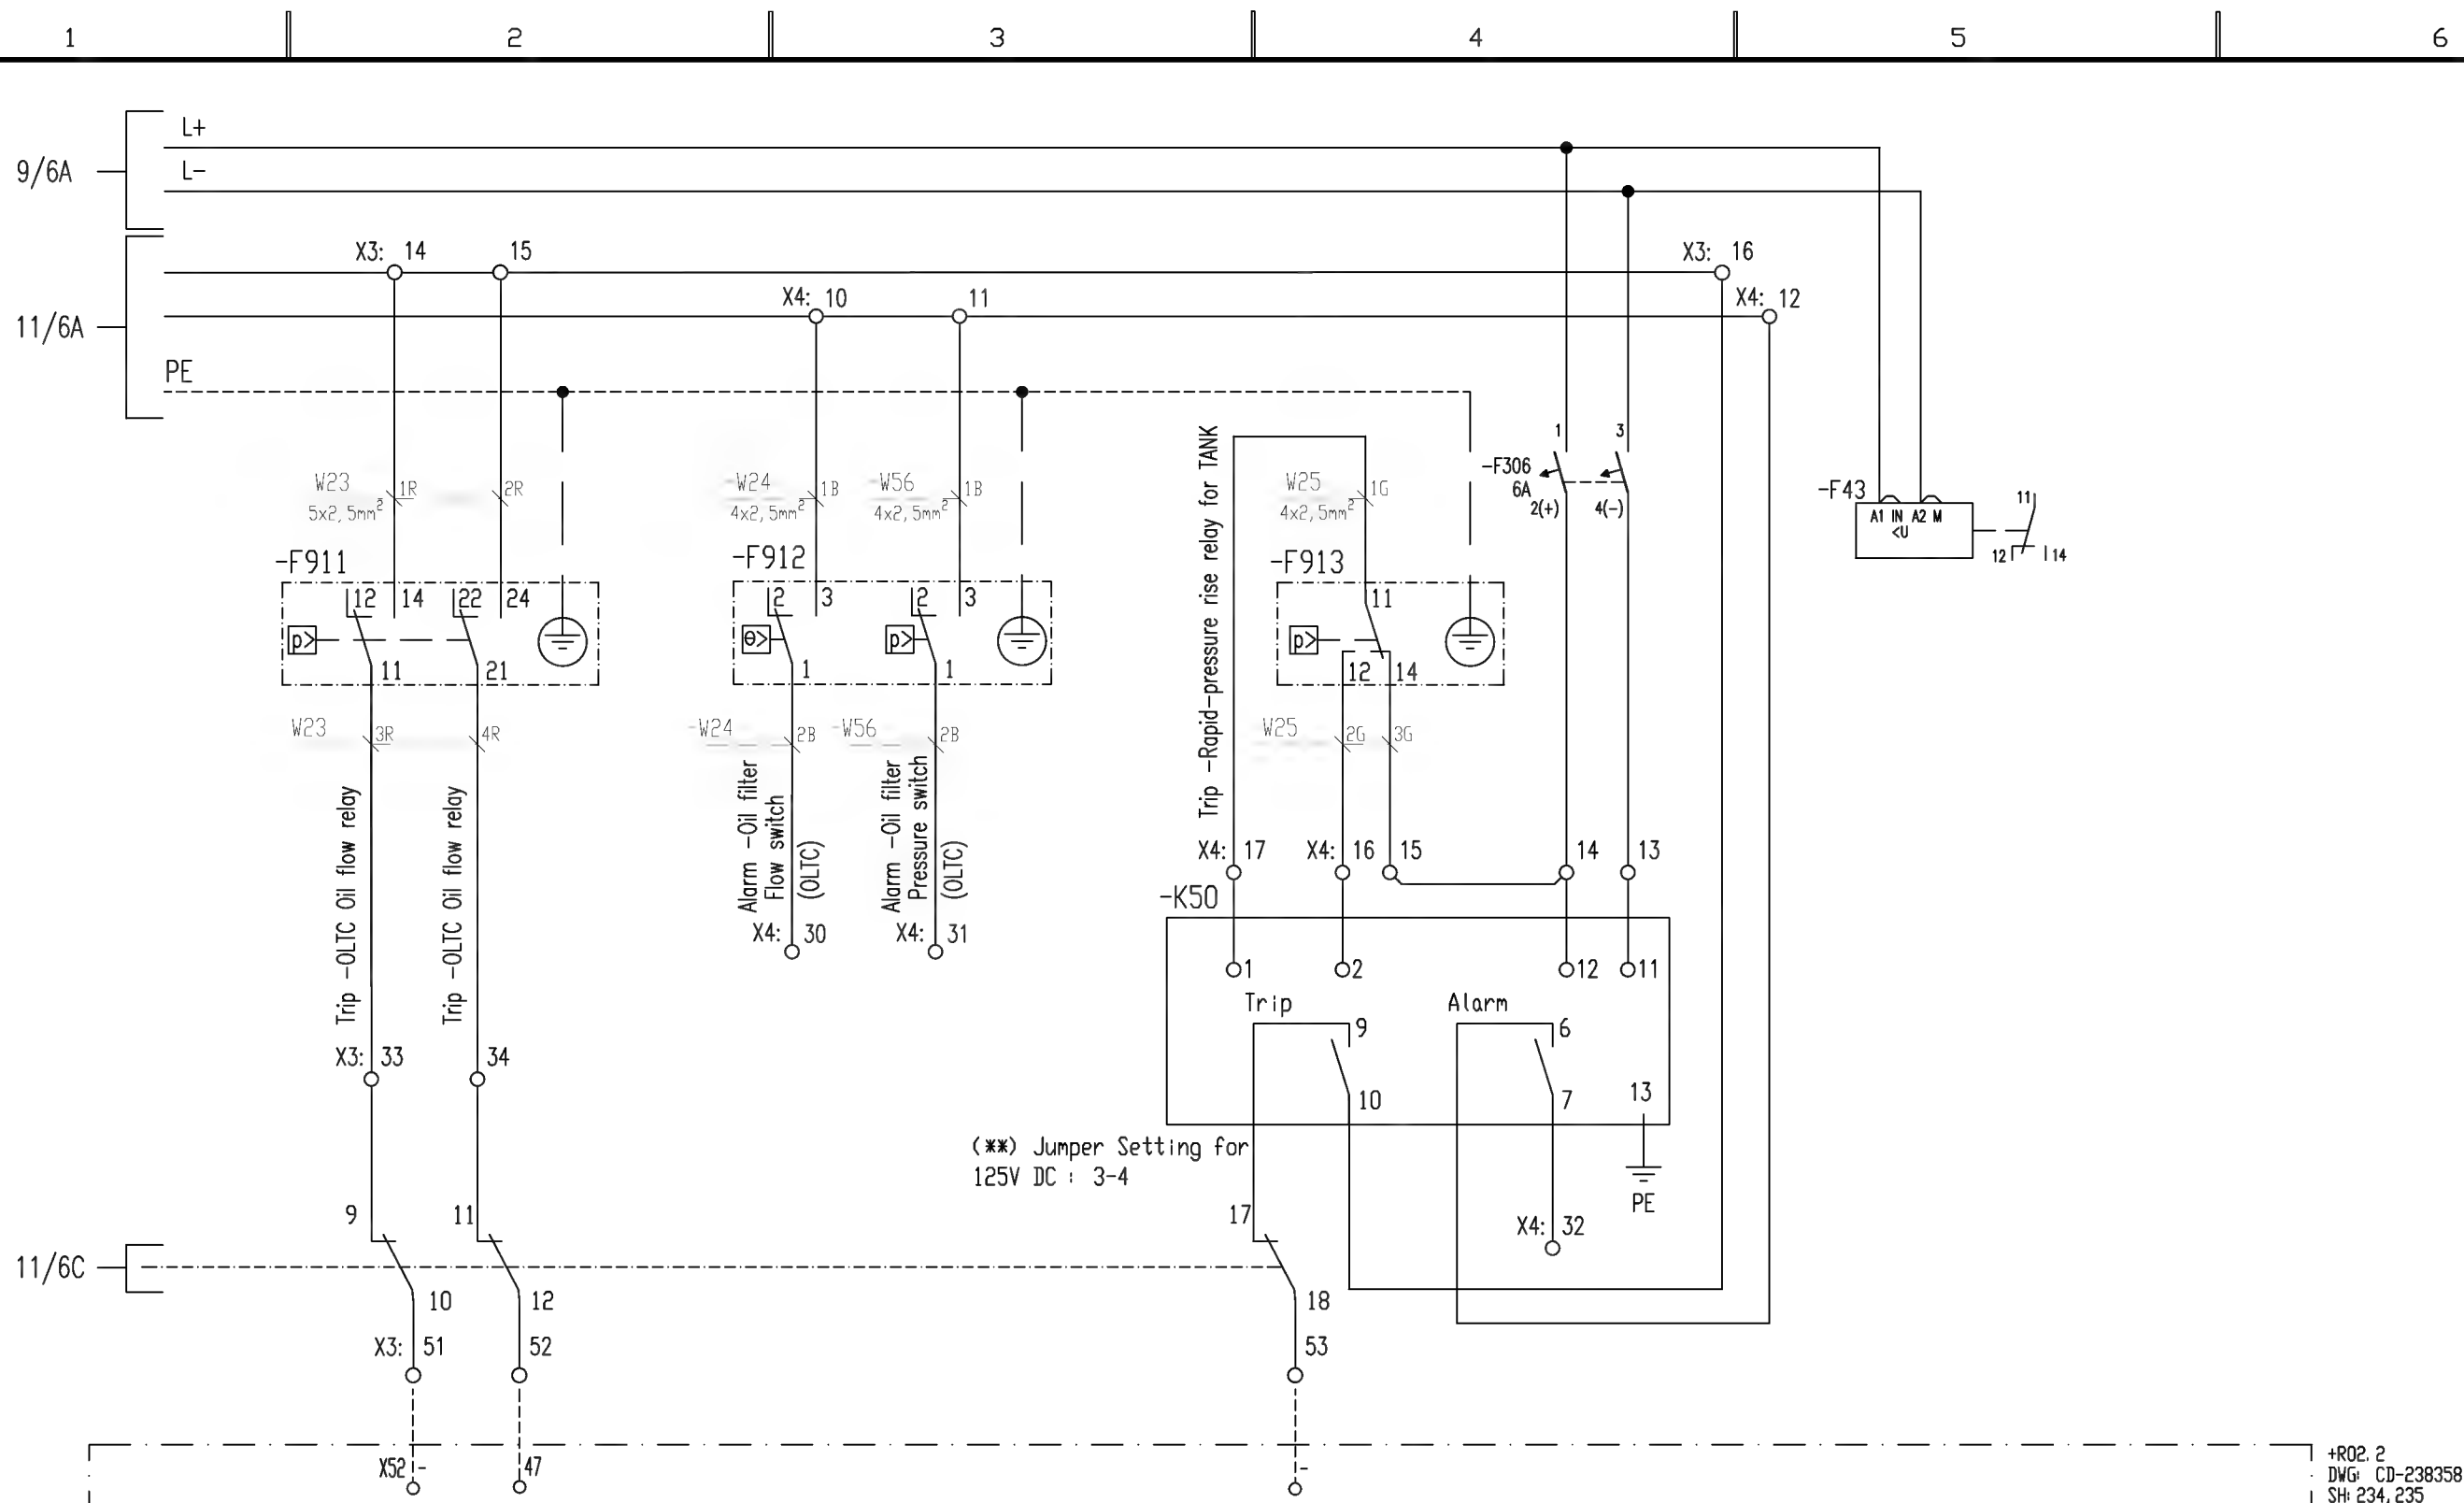 1 2 3 4 5 6
L+
9/6A
L-
X3: 14 15
X3: 16
X4: 10 11
X4: 12
11/6A
PE
-W23 1R 2R
5x2,5mm²
-W24 1B
4x2,5mm²
-W56 1B
4x2,5mm²
-W25 1G
4x2,5mm²
Trip -Rapid-pressure rise relay for TANK
1 3
-F306
6A
2(+) 4(-)
-F43
A1 IN A2 M
<U
11
12 14
-F911
12 14 22 24
p>
11 21
-F912
2 3 2 3
Θ> p>
1 1
-F913
11
p>
12 14
W23 3R 4R
-W24 2B
-W56 2B
W25 2G 3G
Trip -OLTC Oil flow relay
Trip -OLTC Oil flow relay
Alarm -Oil filter
Flow switch
(OLTC)
Alarm -Oil filter
Pressure switch
(OLTC)
X4: 17
X4: 16 15 14 13
-K50
X4: 30
X4: 31
1 2 12 11
Trip Alarm
9 6
10 7 13
X3: 33 34
(**) Jumper Setting for
125V DC : 3-4
PE
9 11 17
X4: 32
11/6C
10 12 18
X3: 51 52 53
X52 - 47 -
+R02.2
DWG: CD-238358
SH: 234,235